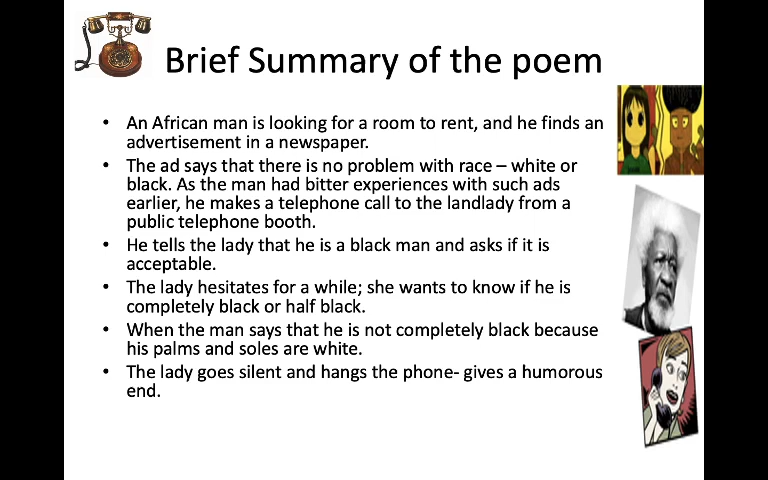 Brief Summary of the poem
• An African man is looking for a room to rent, and he finds an
advertisement in a newspaper.
• The ad says that there is no problem with race – white or
black. As the man had bitter experiences with such ads
earlier, he makes a telephone call to the landlady from a
public telephone booth.
• He tells the lady that he is a black man and asks if it is
acceptable.
• The lady hesitates for a while; she wants to know if he is
completely black or half black.
• When the man says that he is not completely black because
his palms and soles are white.
• The lady goes silent and hangs the phone- gives a humorous
end.